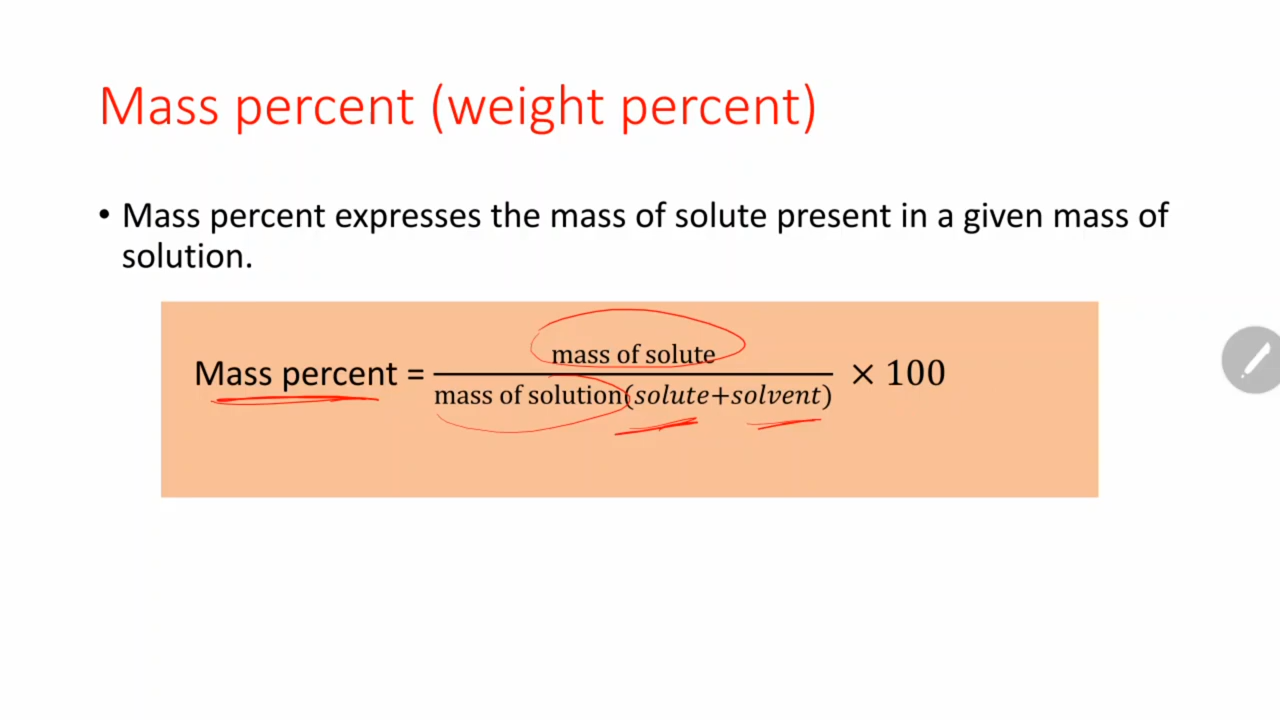 Mass percent (weight percent)
• Mass percent expresses the mass of solute present in a given mass of
solution.
Mass percent = mass of solute / mass of solution(solute+solvent) × 100